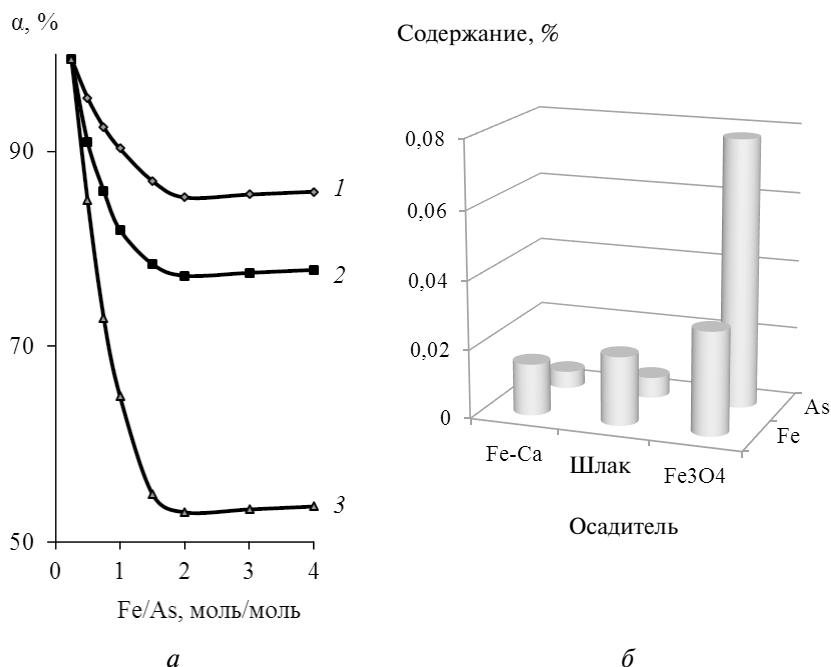 α, %
90
70
50
0 1 2 3 4
1
2
3
Fe/As, моль/моль
а
Содержание, %
0,08
0,06
0,04
0,02
0
Fe-Ca
Шлак
Fe3O4
As
Fe
Осадитель
б